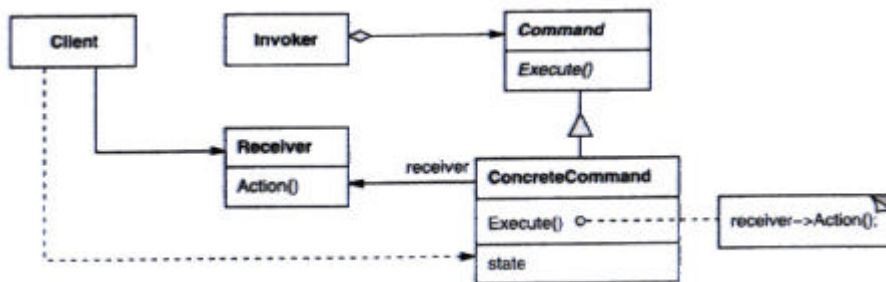 Client
Invoker
Command
Execute()
Receiver
Action()
receiver
ConcreteCommand
Execute()
receiver->Action();
state